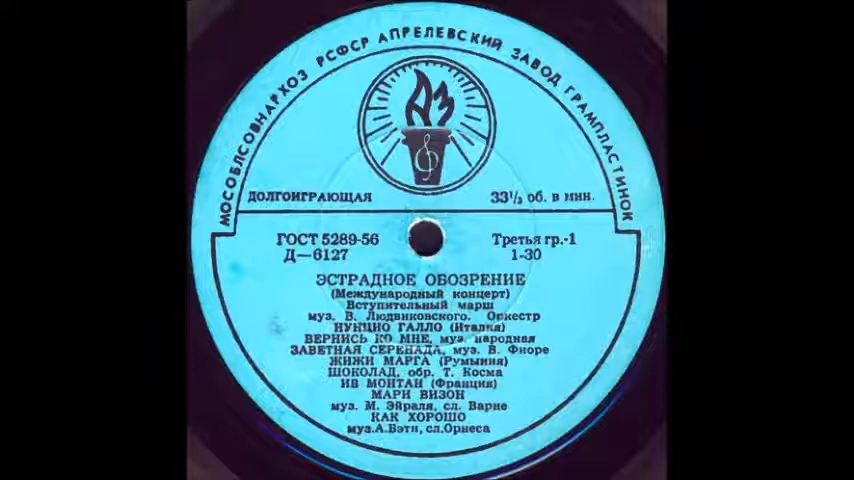 МОСОБЛСОВНАРХОЗ РСФСР АПРЕЛЕВСКИЙ ЗАВОД ГРАМПЛАСТИНОК
АЗ
ДОЛГОИГРАЮЩАЯ 33⅓ об. в мин.
ГОСТ 5289-56 Третья гр.-1
Д—6127 1-30
ЭСТРАДНОЕ ОБОЗРЕНИЕ
(Международный концерт)
Вступительный марш
муз. В. Людвиковского. Оркестр
НУНЦИО ГАЛЛО (Италия)
ВЕРНИСЬ КО МНЕ, муз. народная
ЗАВЕТНАЯ СЕРЕНАДА, муз. В. Фиоре
ЖИЖИ МАРГА (Румыния)
ШОКОЛАД, обр. Т. Косма
ИВ МОНТАН (Франция)
МАРИ ВИЗОН
муз. М. Эйраля, сл. Варне
КАК ХОРОШО
муз.А.Бэти, сл.Орнеса